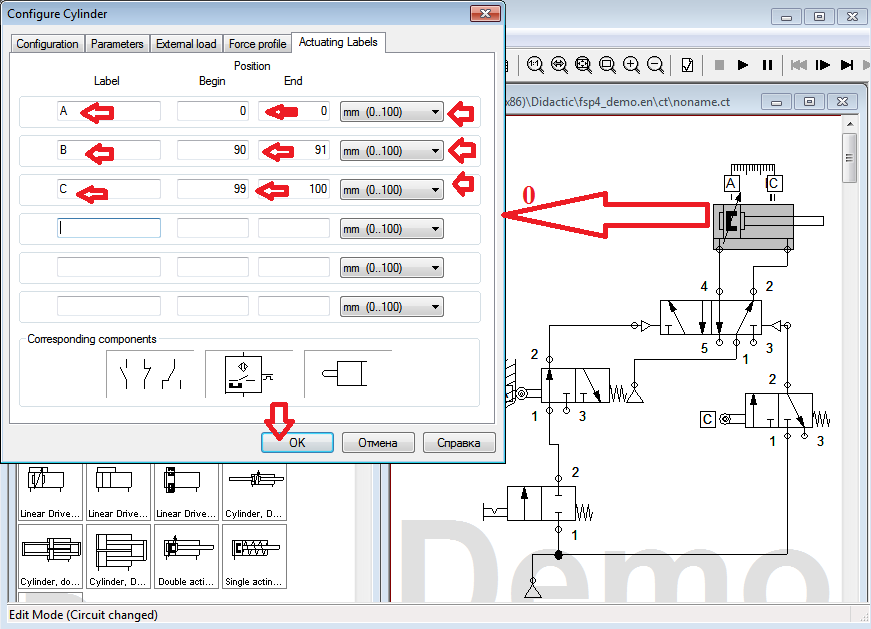 Configure Cylinder
Configuration Parameters External load Force profile Actuating Labels
Position
Label Begin End
A 0 0 mm (0..100)
B 90 91 mm (0..100)
C 99 100 mm (0..100)
mm (0..100)
mm (0..100)
mm (0..100)
Corresponding components
OK Отмена Справка
x86)\Didactic\fsp4_demo.en\ct\noname.ct
0
A C
4 2
5 1 3
2
1 3
2
C
1 3
2
1
Demo
Linear Drive... Linear Drive... Linear Drive... Cylinder, D...
Cylinder, do... Cylinder, D... Double acti... Single actin...
Edit Mode (Circuit changed)